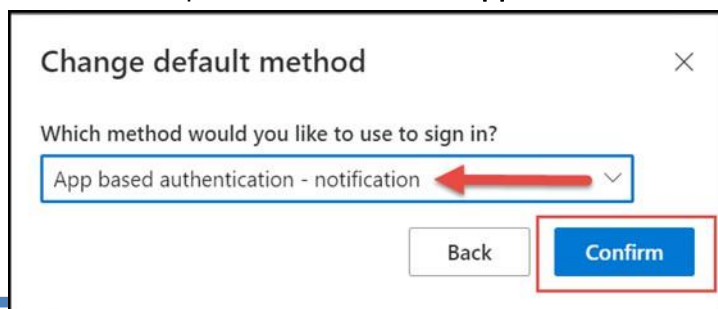 Change default method
Which method would you like to use to sign in?
App based authentication - notification
Back
Confirm